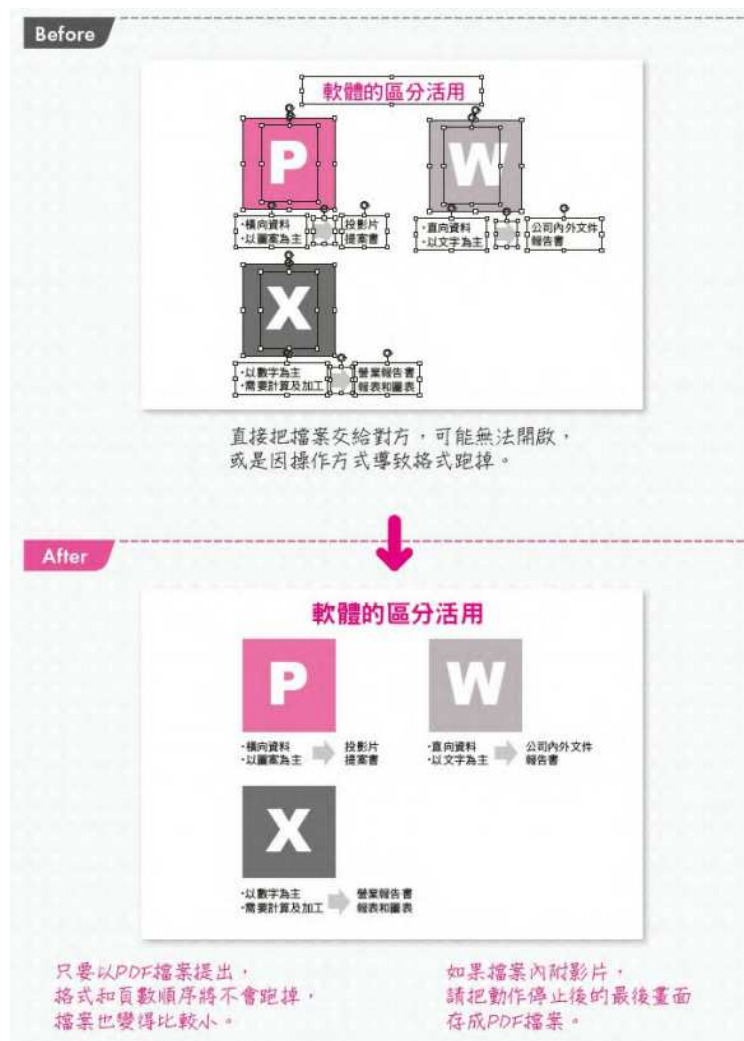 Before
軟體的區分活用
P
W
·橫向資料
·以圖案為主
投影片
提案書
·直向資料
·以文字為主
公司內外文件
報告書
X
·以數字為主
·需要計算及加工
營業報告書
報表和圖表
直接把檔案交給對方，可能無法開啟，
或是因操作方式導致格式跑掉。
After
軟體的區分活用
P
W
·橫向資料
·以圖案為主
投影片
提案書
·直向資料
·以文字為主
公司內外文件
報告書
X
·以數字為主
·需要計算及加工
營業報告書
報表和圖表
只要以PDF檔案提出，
格式和頁數順序將不會跑掉，
檔案也變得比較小。
如果檔案內附影片，
請把動作停止後的最後畫面
存成PDF檔案。